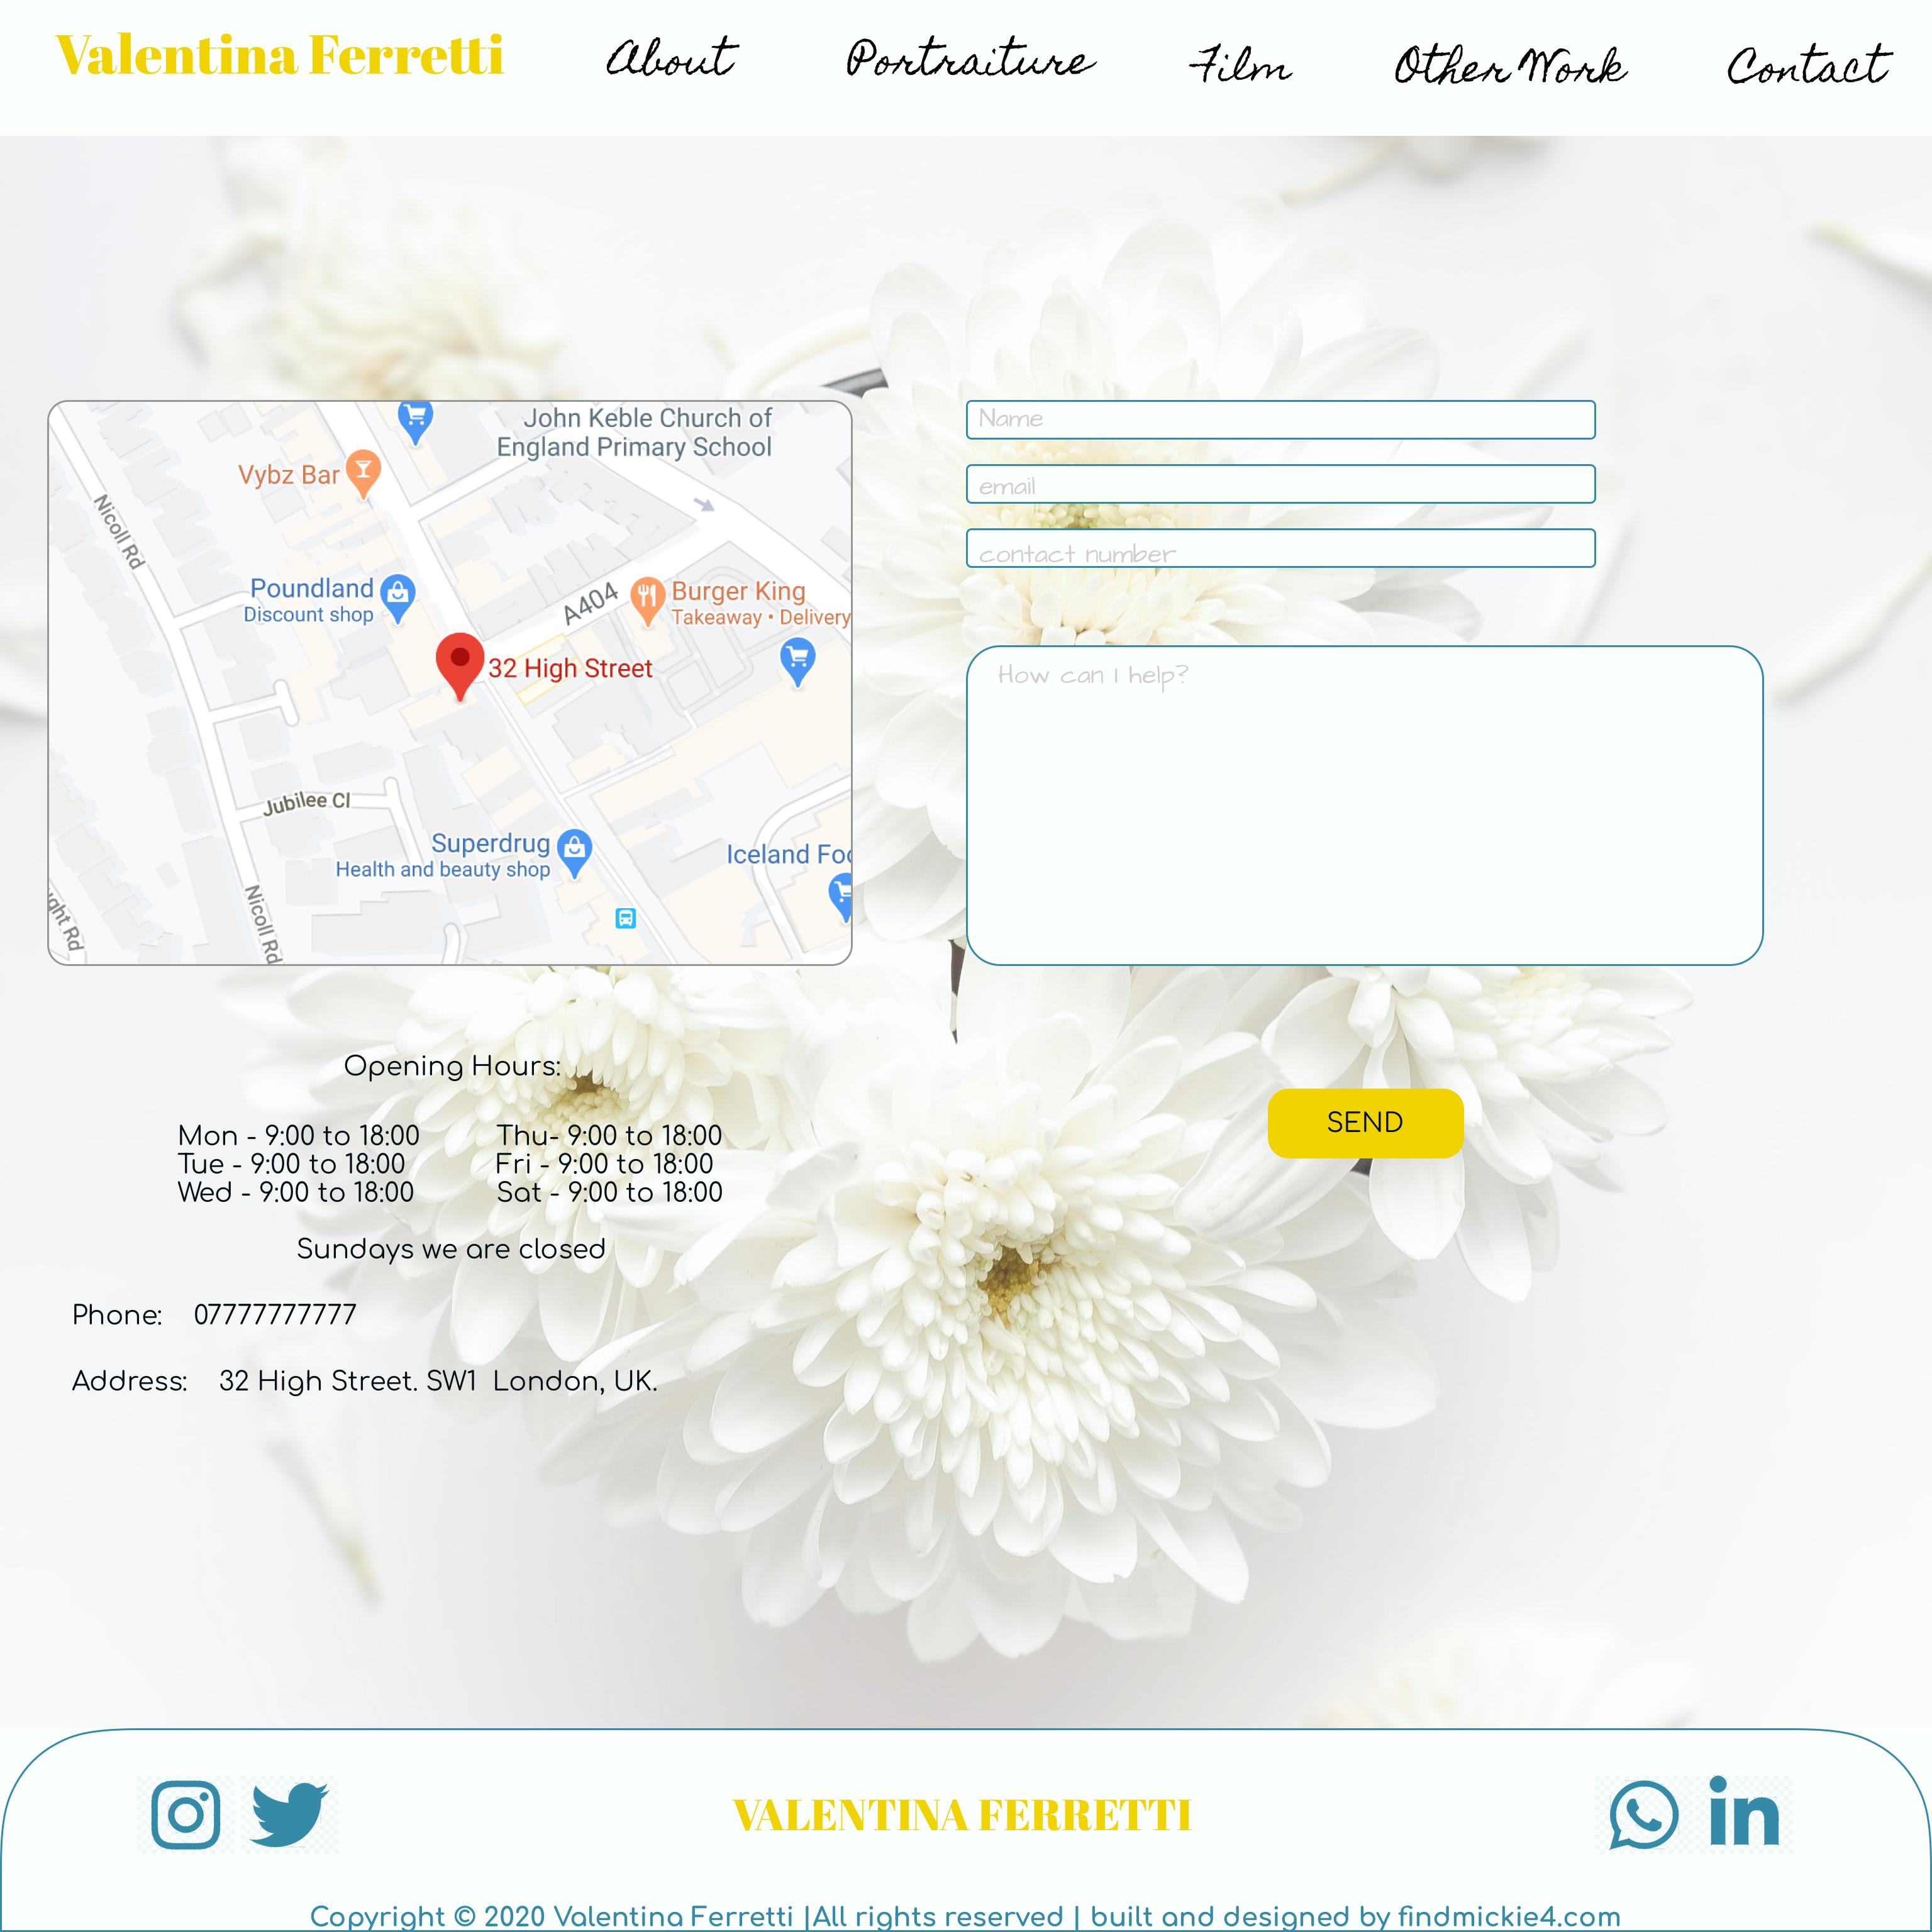 Valentina Ferretti
About
Portraiture
Film
Other Work
Contact
John Keble Church of
England Primary School
Vybz Bar
Nicoll Rd
Poundland
Discount shop
A404
Burger King
Takeaway • Delivery
32 High Street
Jubilee Cl
Superdrug
Health and beauty shop
Iceland Foo
Nicoll Rd
ght Rd
Name
email
contact number
How can I help?
SEND
Opening Hours:
Mon - 9:00 to 18:00
Tue - 9:00 to 18:00
Wed - 9:00 to 18:00
Thu- 9:00 to 18:00
Fri - 9:00 to 18:00
Sat - 9:00 to 18:00
Sundays we are closed
Phone: 07777777777
Address: 32 High Street. SW1 London, UK.
VALENTINA FERRETTI
in
Copyright © 2020 Valentina Ferretti |All rights reserved | built and designed by findmickie4.com